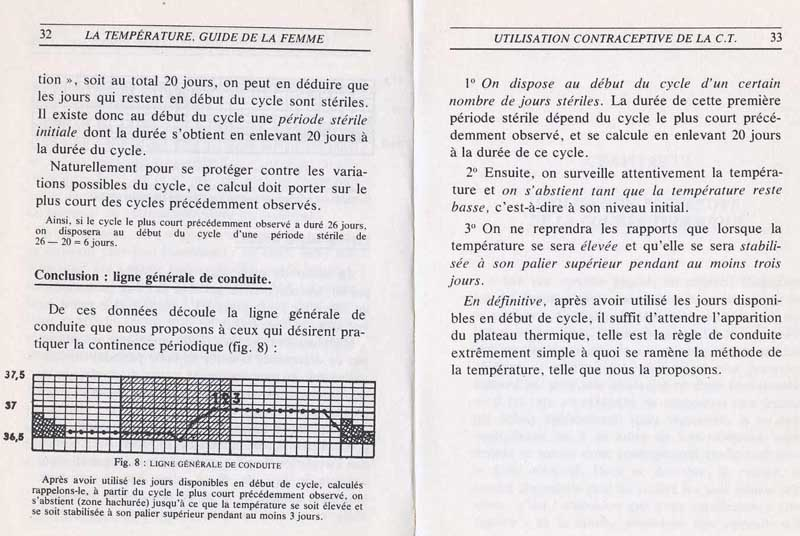 32 LA TEMPÉRATURE, GUIDE DE LA FEMME
tion », soit au total 20 jours, on peut en déduire que
les jours qui restent en début du cycle sont stériles.
Il existe donc au début du cycle une période stérile
initiale dont la durée s'obtient en enlevant 20 jours à
la durée du cycle.
Naturellement pour se protéger contre les varia-
tions possibles du cycle, ce calcul doit porter sur le
plus court des cycles précédemment observés.
Ainsi, si le cycle le plus court précédemment observé a duré 26 jours,
on disposera au début du cycle d'une période stérile de
26 — 20 = 6 jours.
Conclusion : ligne générale de conduite.
De ces données découle la ligne générale de
conduite que nous proposons à ceux qui désirent pra-
tiquer la continence périodique (fig. 8) :
37,5
37
36,5
1 2 3
Fig. 8 : LIGNE GÉNÉRALE DE CONDUITE
Après avoir utilisé les jours disponibles en début de cycle, calculés
rappelons-le, à partir du cycle le plus court précédemment observé, on
s'abstient (zone hachurée) jusqu'à ce que la température se soit élevée et
se soit stabilisée à son palier supérieur pendant au moins 3 jours.
UTILISATION CONTRACEPTIVE DE LA C.T. 33
1º On dispose au début du cycle d'un certain
nombre de jours stériles. La durée de cette première
période stérile dépend du cycle le plus court précé-
demment observé, et se calcule en enlevant 20 jours
à la durée de ce cycle.
2º Ensuite, on surveille attentivement la tempéra-
ture et on s'abstient tant que la température reste
basse, c'est-à-dire à son niveau initial.
3º On ne reprendra les rapports que lorsque la
température se sera élevée et qu'elle se sera stabili-
sée à son palier supérieur pendant au moins trois
jours.
En définitive, après avoir utilisé les jours disponi-
bles en début de cycle, il suffit d'attendre l'apparition
du plateau thermique, telle est la règle de conduite
extrêmement simple à quoi se ramène la méthode de
la température, telle que nous la proposons.